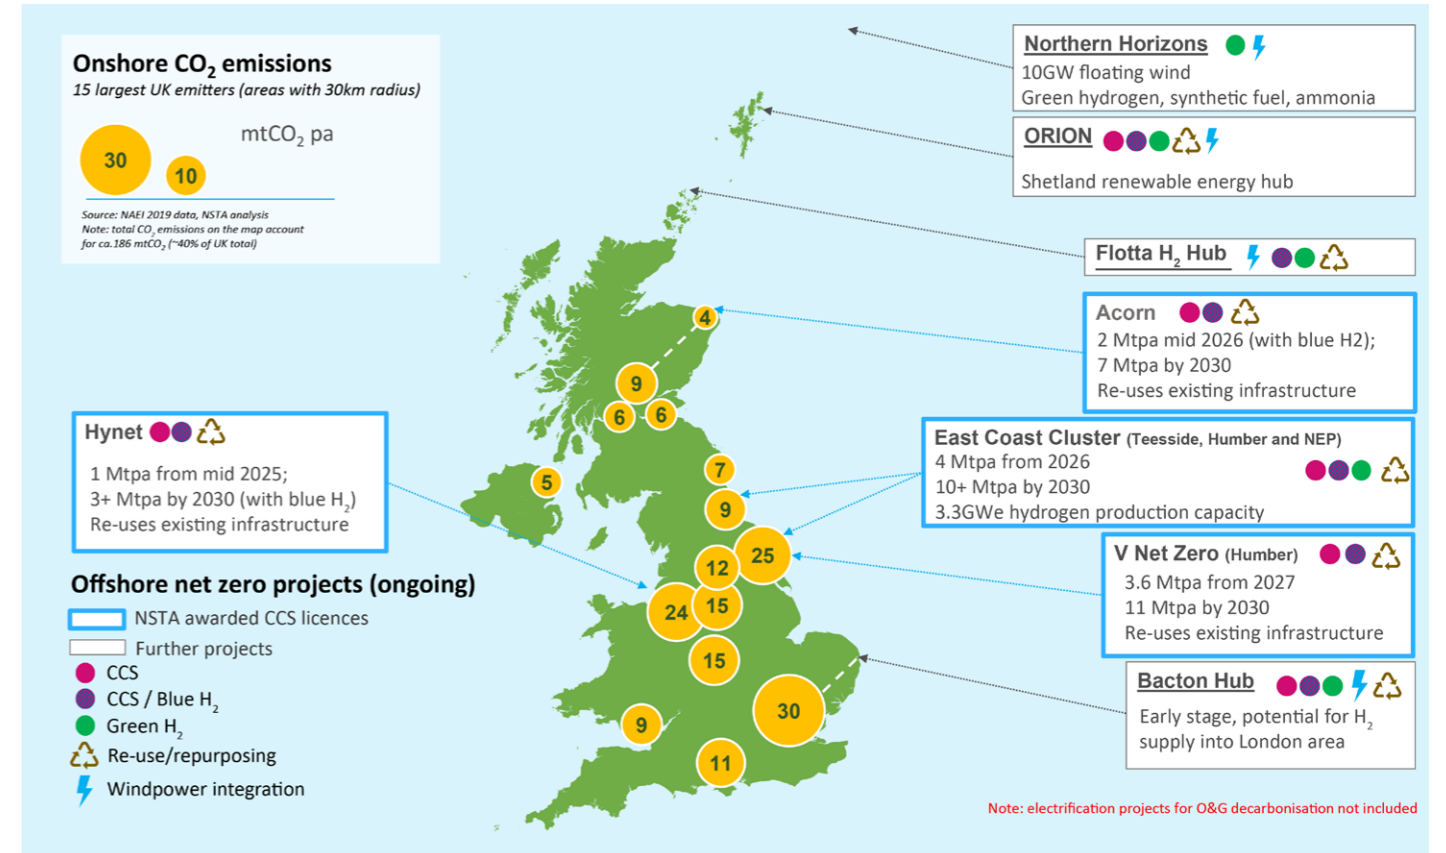 Onshore CO2 emissions
15 largest UK emitters (areas with 30km radius)
mtCO2 pa
30
10
Source: NAEI 2019 data, NSTA analysis
Note: total CO2 emissions on the map account
for ca.186 mtCO2 (~40% of UK total)
Northern Horizons
10GW floating wind
Green hydrogen, synthetic fuel, ammonia
ORION
Shetland renewable energy hub
Flotta H2 Hub
Acorn
2 Mtpa mid 2026 (with blue H2);
7 Mtpa by 2030
Re-uses existing infrastructure
East Coast Cluster (Teesside, Humber and NEP)
4 Mtpa from 2026
10+ Mtpa by 2030
3.3GWe hydrogen production capacity
V Net Zero (Humber)
3.6 Mtpa from 2027
11 Mtpa by 2030
Re-uses existing infrastructure
Bacton Hub
Early stage, potential for H2
supply into London area
Hynet
1 Mtpa from mid 2025;
3+ Mtpa by 2030 (with blue H2)
Re-uses existing infrastructure
4
9
6
6
7
5
9
25
12
24
15
15
30
9
11
Offshore net zero projects (ongoing)
NSTA awarded CCS licences
Further projects
CCS
CCS / Blue H2
Green H2
Re-use/repurposing
Windpower integration
Note: electrification projects for O&G decarbonisation not included